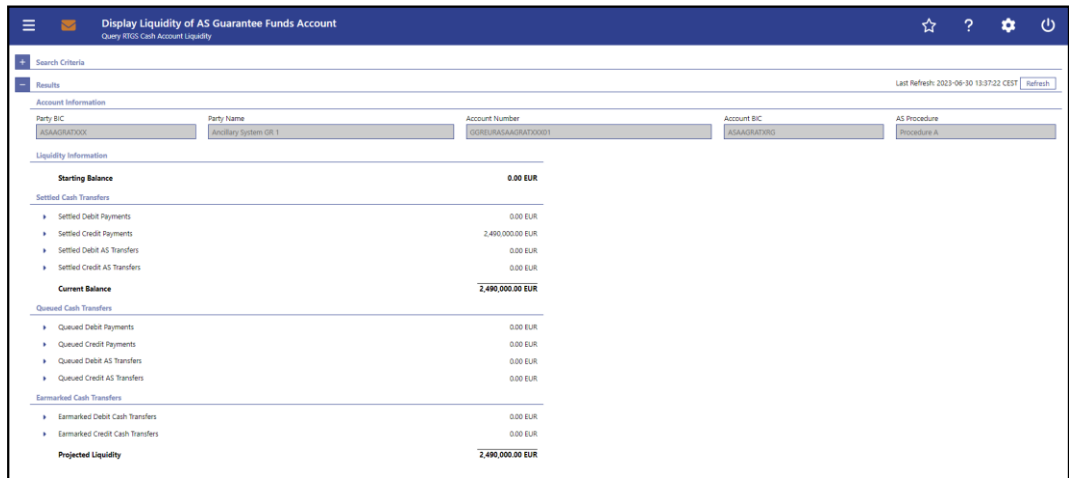 Display Liquidity of AS Guarantee Funds Account
Query RTGS Cash Account Liquidity
Search Criteria
Results Last Refresh: 2023-06-30 13:37:22 CEST Refresh
Account Information
Party BIC Party Name Account Number Account BIC AS Procedure
ASAAGRATXXX Ancillary System GR 1 GGREURASAAGRATXXX01 ASAAGRATXRG Procedure A
Liquidity Information
Starting Balance 0.00 EUR
Settled Cash Transfers
Settled Debit Payments 0.00 EUR
Settled Credit Payments 2,490,000.00 EUR
Settled Debit AS Transfers 0.00 EUR
Settled Credit AS Transfers 0.00 EUR
Current Balance 2,490,000.00 EUR
Queued Cash Transfers
Queued Debit Payments 0.00 EUR
Queued Credit Payments 0.00 EUR
Queued Debit AS Transfers 0.00 EUR
Queued Credit AS Transfers 0.00 EUR
Earmarked Cash Transfers
Earmarked Debit Cash Transfers 0.00 EUR
Earmarked Credit Cash Transfers 0.00 EUR
Projected Liquidity 2,490,000.00 EUR